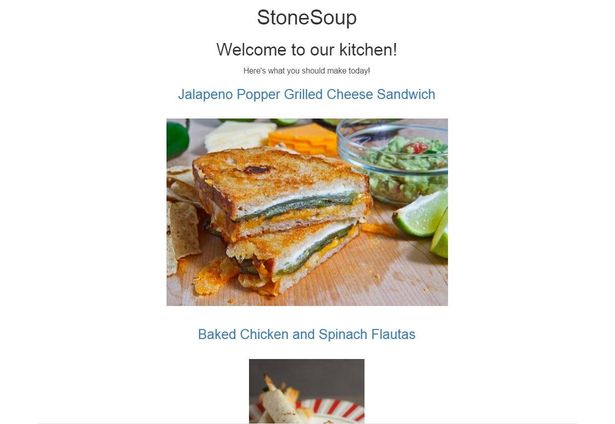 StoneSoup
Welcome to our kitchen!
Here's what you should make today!
Jalapeno Popper Grilled Cheese Sandwich
Baked Chicken and Spinach Flautas